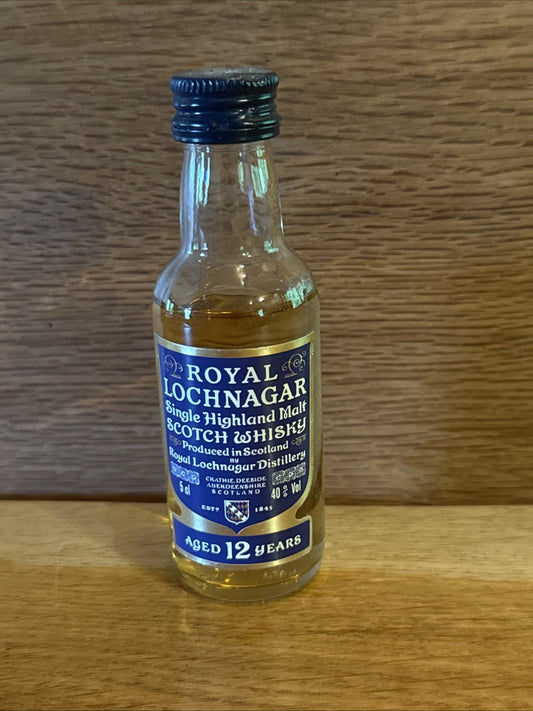 ROYAL
LOCHNAGAR
Single Highland Malt
SCOTCH WHISKY
Produced in Scotland
BY
Royal Lochnagar Distillery
CRATHIE, DEESIDE
5 cl ABERDEENSHIRE 40% Vol
SCOTLAND
ESTD 1845
AGED 12 YEARS